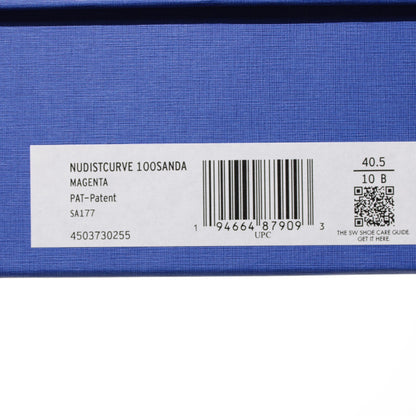 NUDISTCURVE 100SANDA
MAGENTA
PAT-Patent
SA177
4503730255
1 94664 87909 3
UPC
40.5
10 B
THE SW SHOE CARE GUIDE.
GET IT HERE.